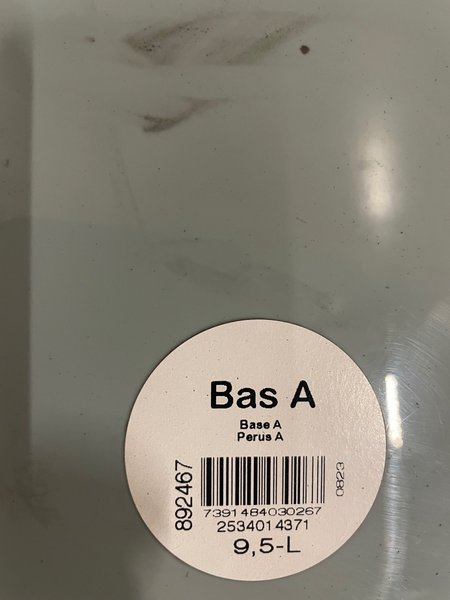 Bas A
Base A
Perus A
892467
0823
7391484030267
2534014371
9,5-L